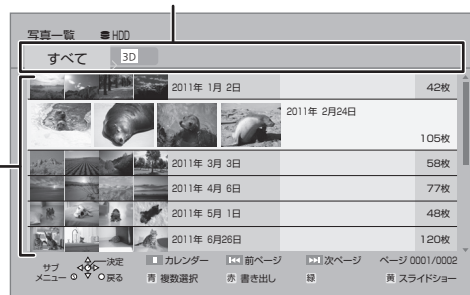 写真一覧 HDD
すべて 3D
2011年 1月 2日 42枚
2011年 2月24日
105枚
2011年 3月 3日 58枚
2011年 4月 6日 77枚
2011年 5月 1日 48枚
2011年 6月26日 120枚
サブメニュー 決定 戻る
カレンダー 前ページ 次ページ ページ 0001/0002
青 複数選択 赤 書き出し 緑 黄 スライドショー